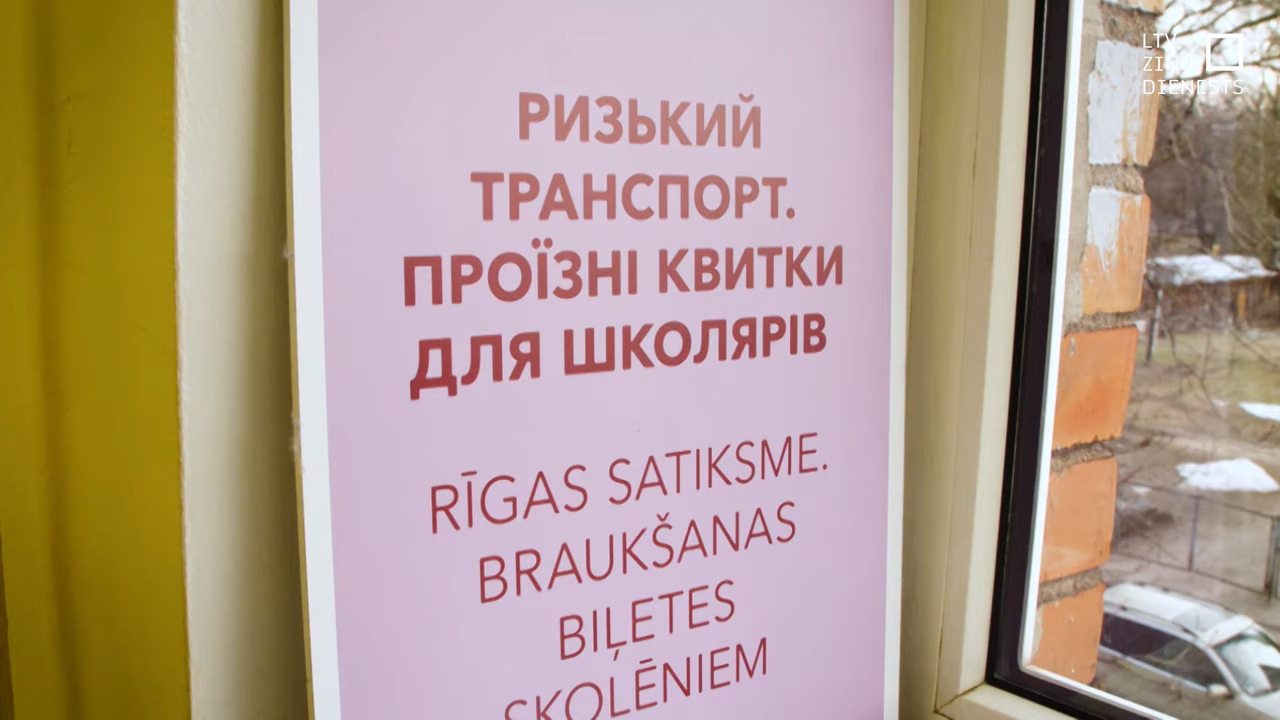 РИЗЬКИЙ
ТРАНСПОРТ.
ПРОЇЗНІ КВИТКИ
ДЛЯ ШКОЛЯРІВ
RĪGAS SATIKSME.
BRAUKŠANAS
BIĻETES
SKOLĒNIEM
LTV
ZIŅU
DIENESTS